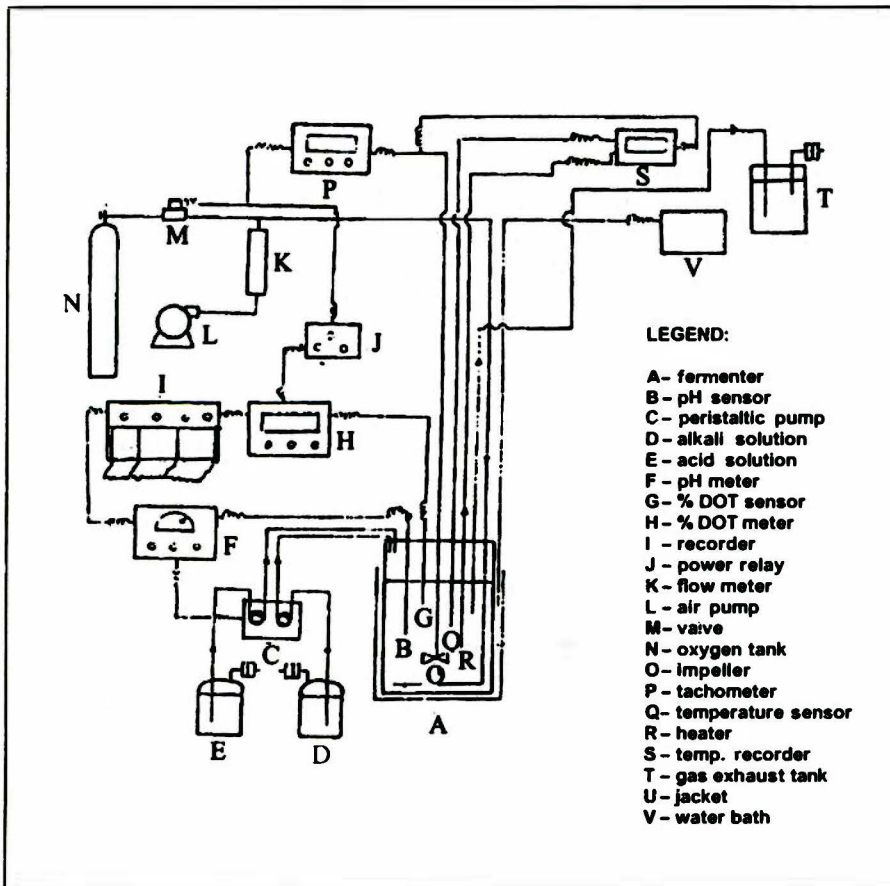 P
S
T
M
V
K
N
L
J
I
H
F
G
B
Q
R
O
C
A
E
D
LEGEND:
A- fermenter
B - pH sensor
C - peristaltic pump
D - alkali solution
E - acid solution
F - pH meter
G - % DOT sensor
H - % DOT meter
I - recorder
J - power relay
K - flow meter
L - air pump
M - valve
N - oxygen tank
O - impeller
P - tachometer
Q - temperature sensor
R - heater
S - temp. recorder
T - gas exhaust tank
U - jacket
V - water bath